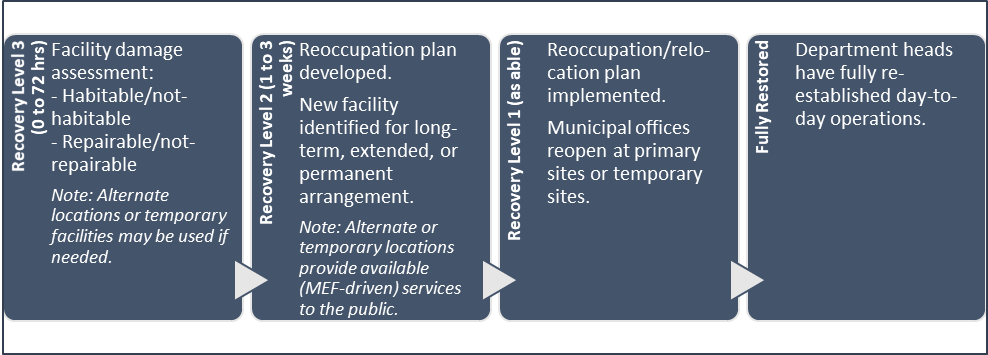 Recovery Level 3
(0 to 72 hrs)
Facility damage
assessment:
- Habitable/not-
habitable
- Repairable/not-
repairable
Note: Alternate
locations or temporary
facilities may be used if
needed.
Recovery Level 2 (1 to 3
weeks)
Reoccupation plan
developed.
New facility
identified for long-
term, extended, or
permanent
arrangement.
Note: Alternate or
temporary locations
provide available
(MEF-driven) services
to the public.
Recovery Level 1 (as able)
Reoccupation/relo-
cation plan
implemented.
Municipal offices
reopen at primary
sites or temporary
sites.
Fully Restored
Department heads
have fully re-
established day-to-
day operations.